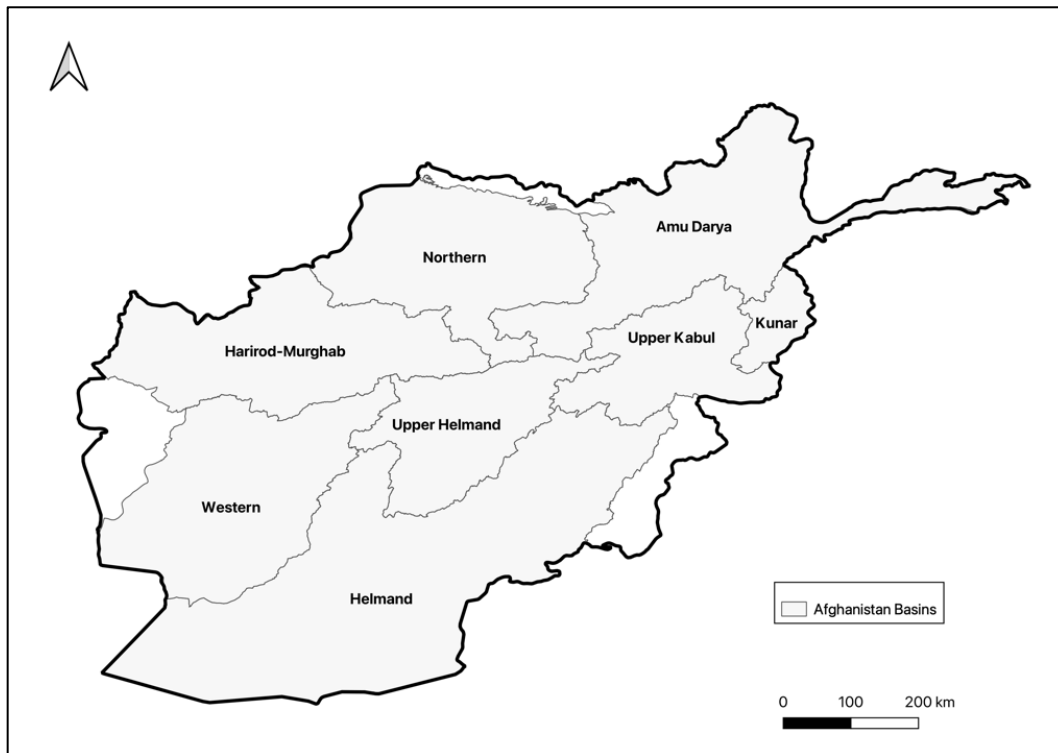 Amu Darya
Northern
Kunar
Upper Kabul
Harirod-Murghab
Upper Helmand
Western
Helmand
Afghanistan Basins
0 100 200 km